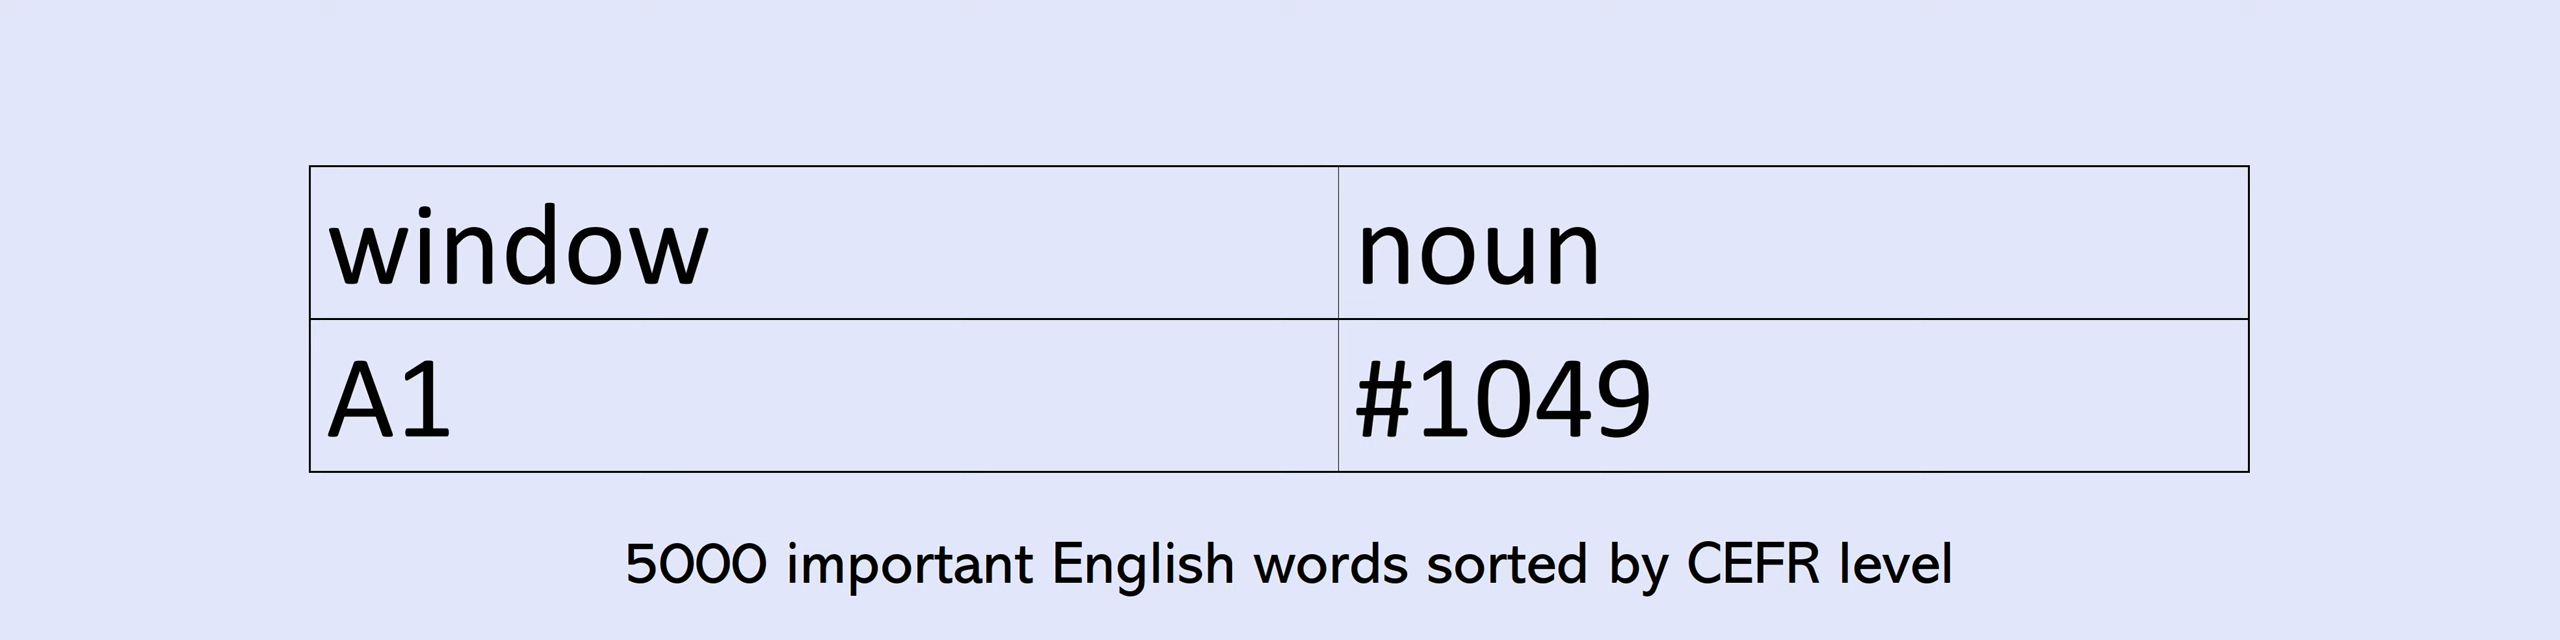 window noun
A1 #1049
5000 important English words sorted by CEFR level